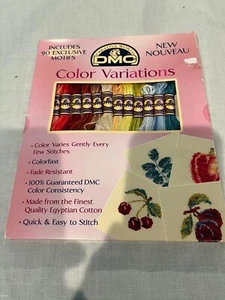 INCLUDES
90 EXCLUSIVE
MOTIFS
DMC
NEW
NOUVEAU
Color Variations
• Color Varies Gently Every
Few Stitches
• Colorfast
• Fade Resistant
• 100% Guaranteed DMC
Color Consistency
• Made from the Finest
Quality Egyptian Cotton
• Quick & Easy to Stitch